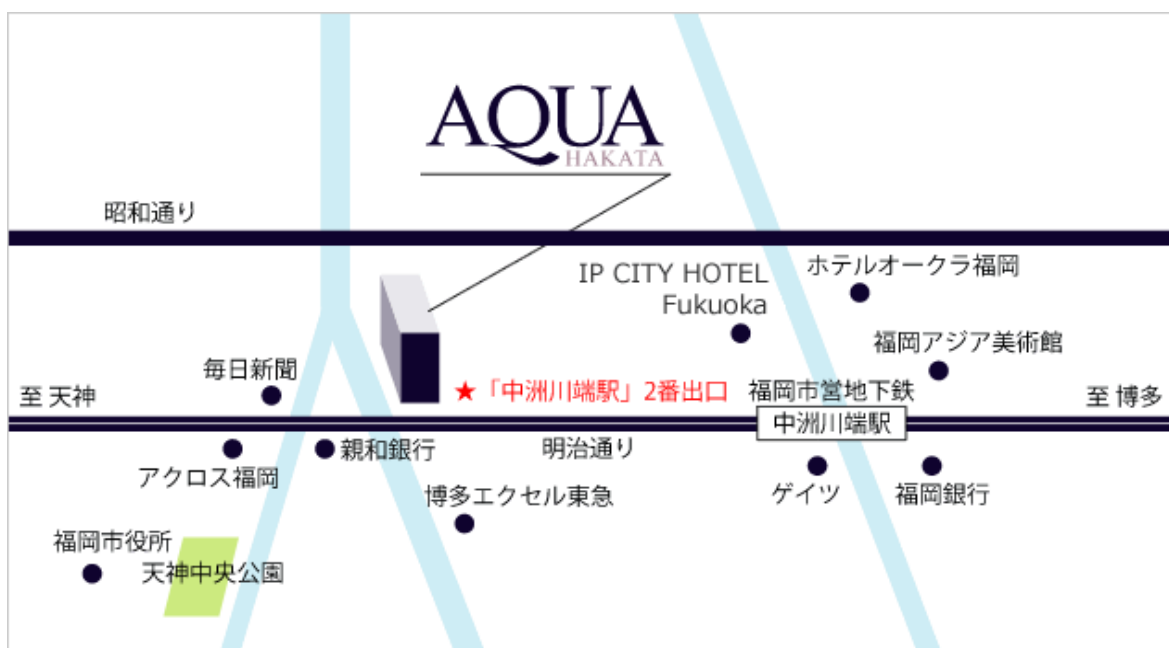 AQUA
HAKATA
昭和通り
IP CITY HOTEL
Fukuoka
ホテルオークラ福岡
福岡アジア美術館
毎日新聞
至 天神
★「中洲川端駅」2番出口
福岡市営地下鉄
至 博多
中洲川端駅
アクロス福岡
親和銀行
明治通り
博多エクセル東急
ゲイツ
福岡銀行
福岡市役所
天神中央公園